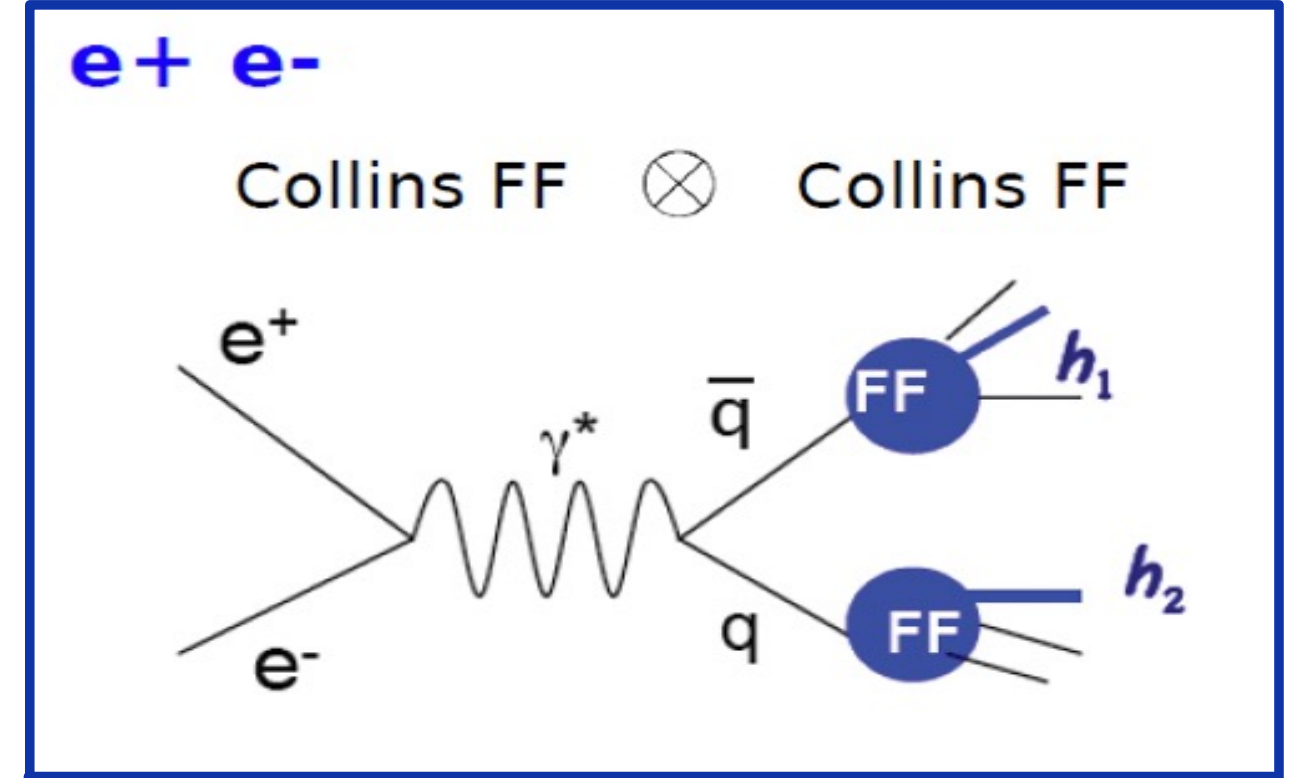 e+ e-
Collins FF ⊗ Collins FF
e⁺
q̄
FF
h₁
γ*
h₂
FF
q
e⁻